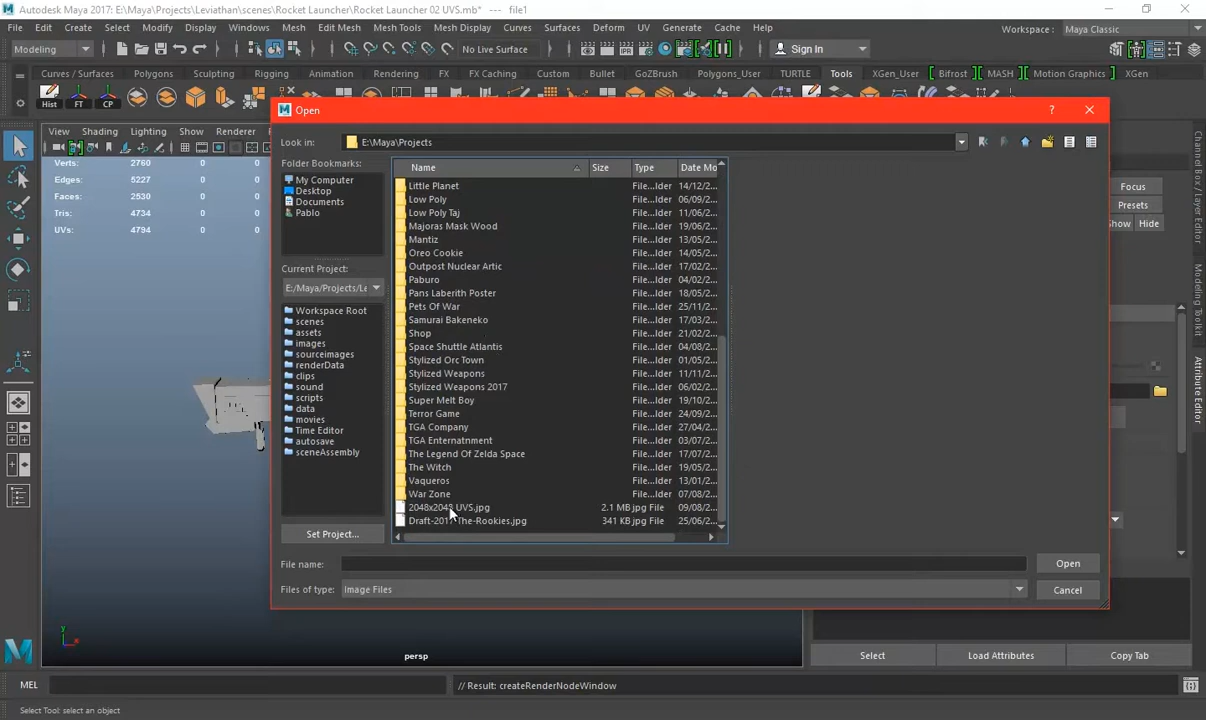 Autodesk Maya 2017: E:\Maya\Projects\Leviathan\scenes\Rocket Launcher\Rocket Launcher 02 UVS.mb* --- file1
File Edit Create Select Modify Display Windows Mesh Edit Mesh Mesh Tools Mesh Display Curves Surfaces Deform UV Generate Cache Help Workspace : Maya Classic
Modeling No Live Surface Sign In
Curves / Surfaces Polygons Sculpting Rigging Animation Rendering FX FX Caching Custom Bullet GoZBrush Polygons_User TURTLE Tools XGen_User Bifrost MASH Motion Graphics XGen
Hist FT CP
Open ?
View Shading Lighting Show Renderer
Look in: E:\Maya\Projects
Folder Bookmarks:
My Computer
Desktop
Documents
Pablo
Verts: 2760 0 0
Edges: 5227 0 0
Faces: 2530 0 0
Tris: 4734 0 0
UVs: 4794 0 0
Current Project:
E:/Maya/Projects/Le
Workspace Root
scenes
assets
images
sourceimages
renderData
clips
sound
scripts
data
movies
Time Editor
autosave
sceneAssembly
Set Project...
Name Size Type Date Mo
Little Planet File...lder 14/12/2...
Low Poly File...lder 06/09/2...
Low Poly Taj File...lder 11/06/2...
Majoras Mask Wood File...lder 19/06/2...
Mantiz File...lder 13/05/2...
Oreo Cookie File...lder 22/02/2...
Outpost Nuclear Artic File...lder 17/02/2...
Paburo File...lder 04/02/2...
Pans Laberith Poster File...lder 18/05/2...
Pets Of War File...lder 25/11/2...
Samurai Bakeneko File...lder 17/03/2...
Shop File...lder 21/02/2...
Space Shuttle Atlantis File...lder 04/08/2...
Stylized Orc Town File...lder 01/05/2...
Stylized Weapons File...lder 11/11/2...
Stylized Weapons 2017 File...lder 06/02/2...
Super Melt Boy File...lder 19/10/2...
Terror Game File...lder 24/09/2...
TGA Company File...lder 27/04/2...
TGA Enternatnment File...lder 03/07/2...
The Legend Of Zelda Space File...lder 17/07/2...
The Witch File...lder 19/05/2...
Vaqueros File...lder 13/01/2...
War Zone File...lder 07/08/2...
2048x2048 UVS.jpg 2.1 MB jpg File 09/08/2...
The-Rookies.jpg 341 KB jpg File 25/06/2...
File name: Open
Files of type: Image Files Cancel
Focus
Presets
Show Hide
Channel Box / Layer Editor
Modeling Toolkit
Attribute Editor
persp
Select Load Attributes Copy Tab
MEL // Result: createRenderNodeWindow
Select Tool: select an object